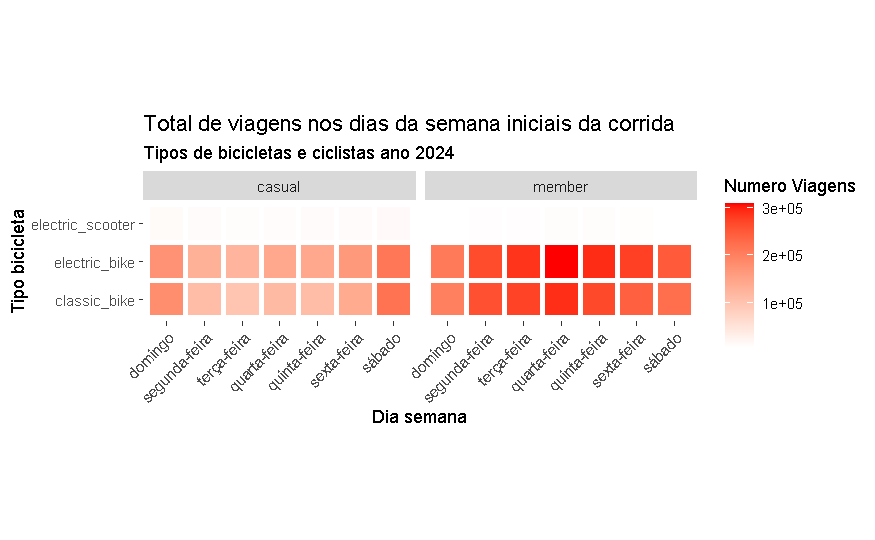 Total de viagens nos dias da semana iniciais da corrida
Tipos de bicicletas e ciclistas ano 2024
casual
member
Numero Viagens
3e+05
2e+05
1e+05
Tipo bicicleta
electric_scooter
electric_bike
classic_bike
domingo
segunda-feira
terça-feira
quarta-feira
quinta-feira
sexta-feira
sábado
domingo
segunda-feira
terça-feira
quarta-feira
quinta-feira
sexta-feira
sábado
Dia semana